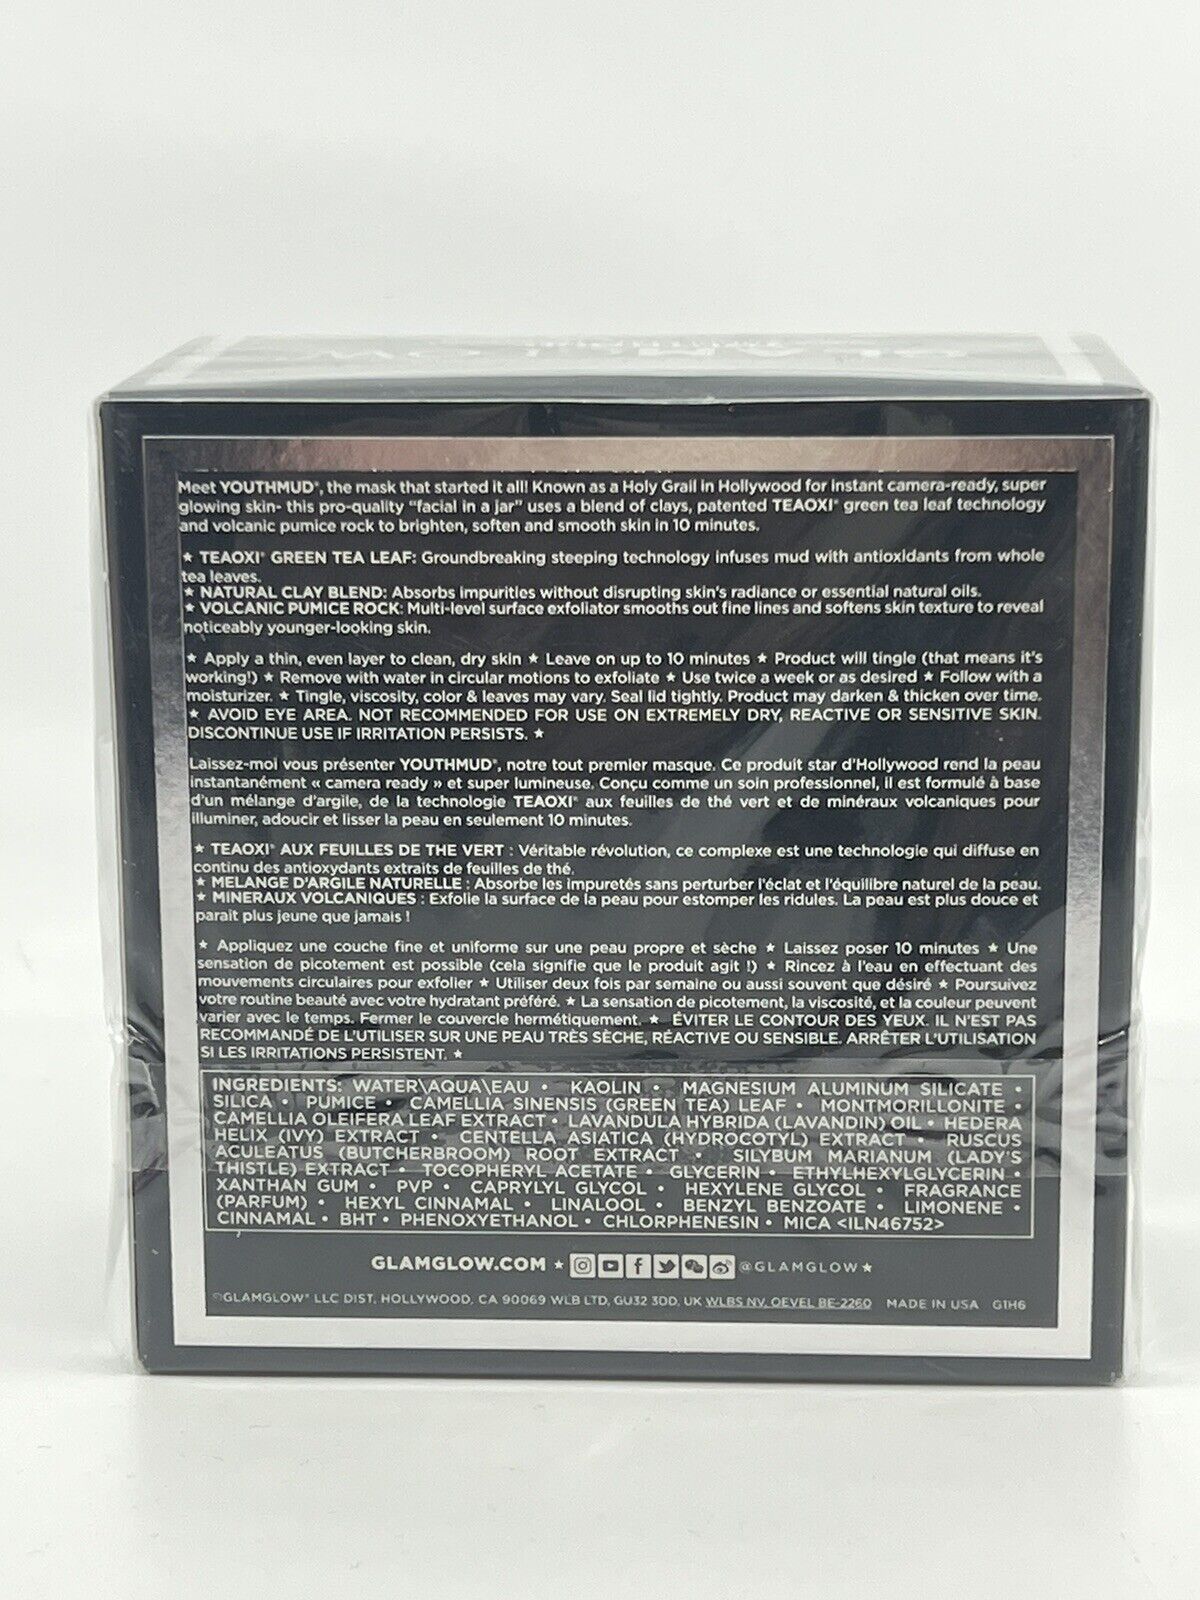 Meet YOUTHMUD®, the mask that started it all! Known as a Holy Grail in Hollywood for instant camera-ready, super
glowing skin- this pro-quality "facial in a jar" uses a blend of clays, patented TEAOXI® green tea leaf technology
and volcanic pumice rock to brighten, soften and smooth skin in 10 minutes.
★ TEAOXI® GREEN TEA LEAF: Groundbreaking steeping technology infuses mud with antioxidants from whole
tea leaves.
★ NATURAL CLAY BLEND: Absorbs impurities without disrupting skin's radiance or essential natural oils.
★ VOLCANIC PUMICE ROCK: Multi-level surface exfoliator smooths out fine lines and softens skin texture to reveal
noticeably younger-looking skin.
★ Apply a thin, even layer to clean, dry skin ★ Leave on up to 10 minutes ★ Product will tingle (that means it's
working!) ★ Remove with water in circular motions to exfoliate ★ Use twice a week or as desired ★ Follow with a
moisturizer. ★ Tingle, viscosity, color & leaves may vary. Seal lid tightly. Product may darken & thicken over time.
★ AVOID EYE AREA. NOT RECOMMENDED FOR USE ON EXTREMELY DRY, REACTIVE OR SENSITIVE SKIN.
DISCONTINUE USE IF IRRITATION PERSISTS. ★
Laissez-moi vous présenter YOUTHMUD®, notre tout premier masque. Ce produit star d'Hollywood rend la peau
instantanément « camera ready » et super lumineuse. Conçu comme un soin professionnel, il est formulé à base
d'un mélange d'argile, de la technologie TEAOXI® aux feuilles de thé vert et de minéraux volcaniques pour
illuminer, adoucir et lisser la peau en seulement 10 minutes.
★ TEAOXI® AUX FEUILLES DE THE VERT : Véritable révolution, ce complexe est une technologie qui diffuse en
continu des antioxydants extraits de feuilles de thé.
★ MELANGE D'ARGILE NATURELLE : Absorbe les impuretés sans perturber l'éclat et l'équilibre naturel de la peau.
★ MINERAUX VOLCANIQUES : Exfolie la surface de la peau pour estomper les ridules. La peau est plus douce et
parait plus jeune que jamais !
★ Appliquez une couche fine et uniforme sur une peau propre et sèche ★ Laissez poser 10 minutes ★ Une
sensation de picotement est possible (cela signifie que le produit agit !) ★ Rincez à l'eau en effectuant des
mouvements circulaires pour exfolier ★ Utiliser deux fois par semaine ou aussi souvent que désiré ★ Poursuivez
votre routine beauté avec votre hydratant préféré. ★ La sensation de picotement, la viscosité, et la couleur peuvent
varier avec le temps. Fermer le couvercle hermétiquement. ★ ÉVITER LE CONTOUR DES YEUX. IL N'EST PAS
RECOMMANDÉ DE L'UTILISER SUR UNE PEAU TRÈS SÈCHE, RÉACTIVE OU SENSIBLE. ARRÊTER L'UTILISATION
SI LES IRRITATIONS PERSISTENT. ★
INGREDIENTS: WATER\AQUA\EAU • KAOLIN • MAGNESIUM ALUMINUM SILICATE •
SILICA • PUMICE • CAMELLIA SINENSIS (GREEN TEA) LEAF • MONTMORILLONITE •
CAMELLIA OLEIFERA LEAF EXTRACT • LAVANDULA HYBRIDA (LAVANDIN) OIL • HEDERA
HELIX (IVY) EXTRACT • CENTELLA ASIATICA (HYDROCOTYL) EXTRACT • RUSCUS
ACULEATUS (BUTCHERBROOM) ROOT EXTRACT • SILYBUM MARIANUM (LADY'S
THISTLE) EXTRACT • TOCOPHERYL ACETATE • GLYCERIN • ETHYLHEXYLGLYCERIN •
XANTHAN GUM • PVP • CAPRYLYL GLYCOL • HEXYLENE GLYCOL • FRAGRANCE
(PARFUM) • HEXYL CINNAMAL • LINALOOL • BENZYL BENZOATE • LIMONENE •
CINNAMAL • BHT • PHENOXYETHANOL • CHLORPHENESIN • MICA <ILN46752>
GLAMGLOW.COM ★ @GLAMGLOW ★
©GLAMGLOW® LLC DIST, HOLLYWOOD, CA 90069 WLB LTD, GU32 3DD, UK WLBS NV, OEVEL BE-2260 MADE IN USA G1H6